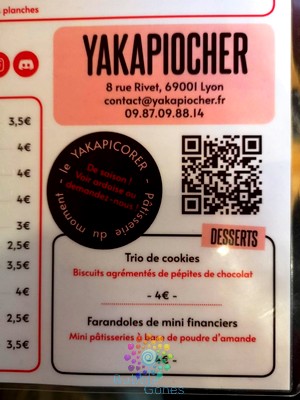 planches
YAKAPIOCHER
8 rue Rivet, 69001 Lyon
contact@yakapiocher.fr
09.87.09.88.14
3,5€
4€
4€
4€
3€
2,5€
3,5€
4€
2,5€
3,5€
le YAKAPICORER
De saison !
Voir ardoise ou
demandez-nous !
Pâtisserie du moment
DESSERTS
Trio de cookies
Biscuits agrémentés de pépites de chocolat
- 4€ -
Farandoles de mini financiers
Mini pâtisseries à base de poudre d'amande
4€
Gones